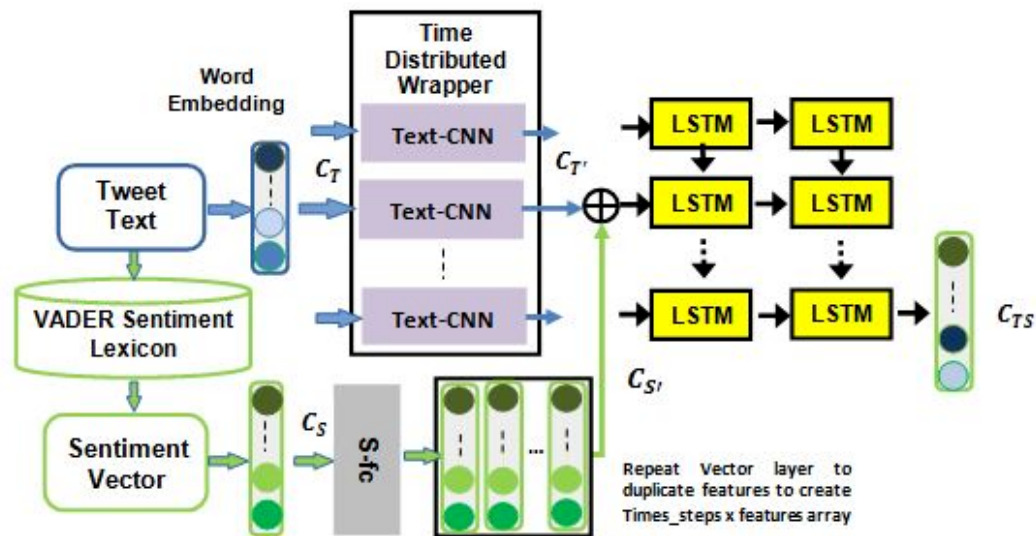 Time
Distributed
Wrapper
Word
Embedding
Text-CNN
LSTM
LSTM
C_T
C_T'
Tweet
Text
Text-CNN
LSTM
LSTM
VADER Sentiment
Lexicon
Text-CNN
LSTM
LSTM
C_TS
C_S'
Sentiment
Vector
C_S
S-fc
...
Repeat Vector layer to
duplicate features to create
Times_steps x features array